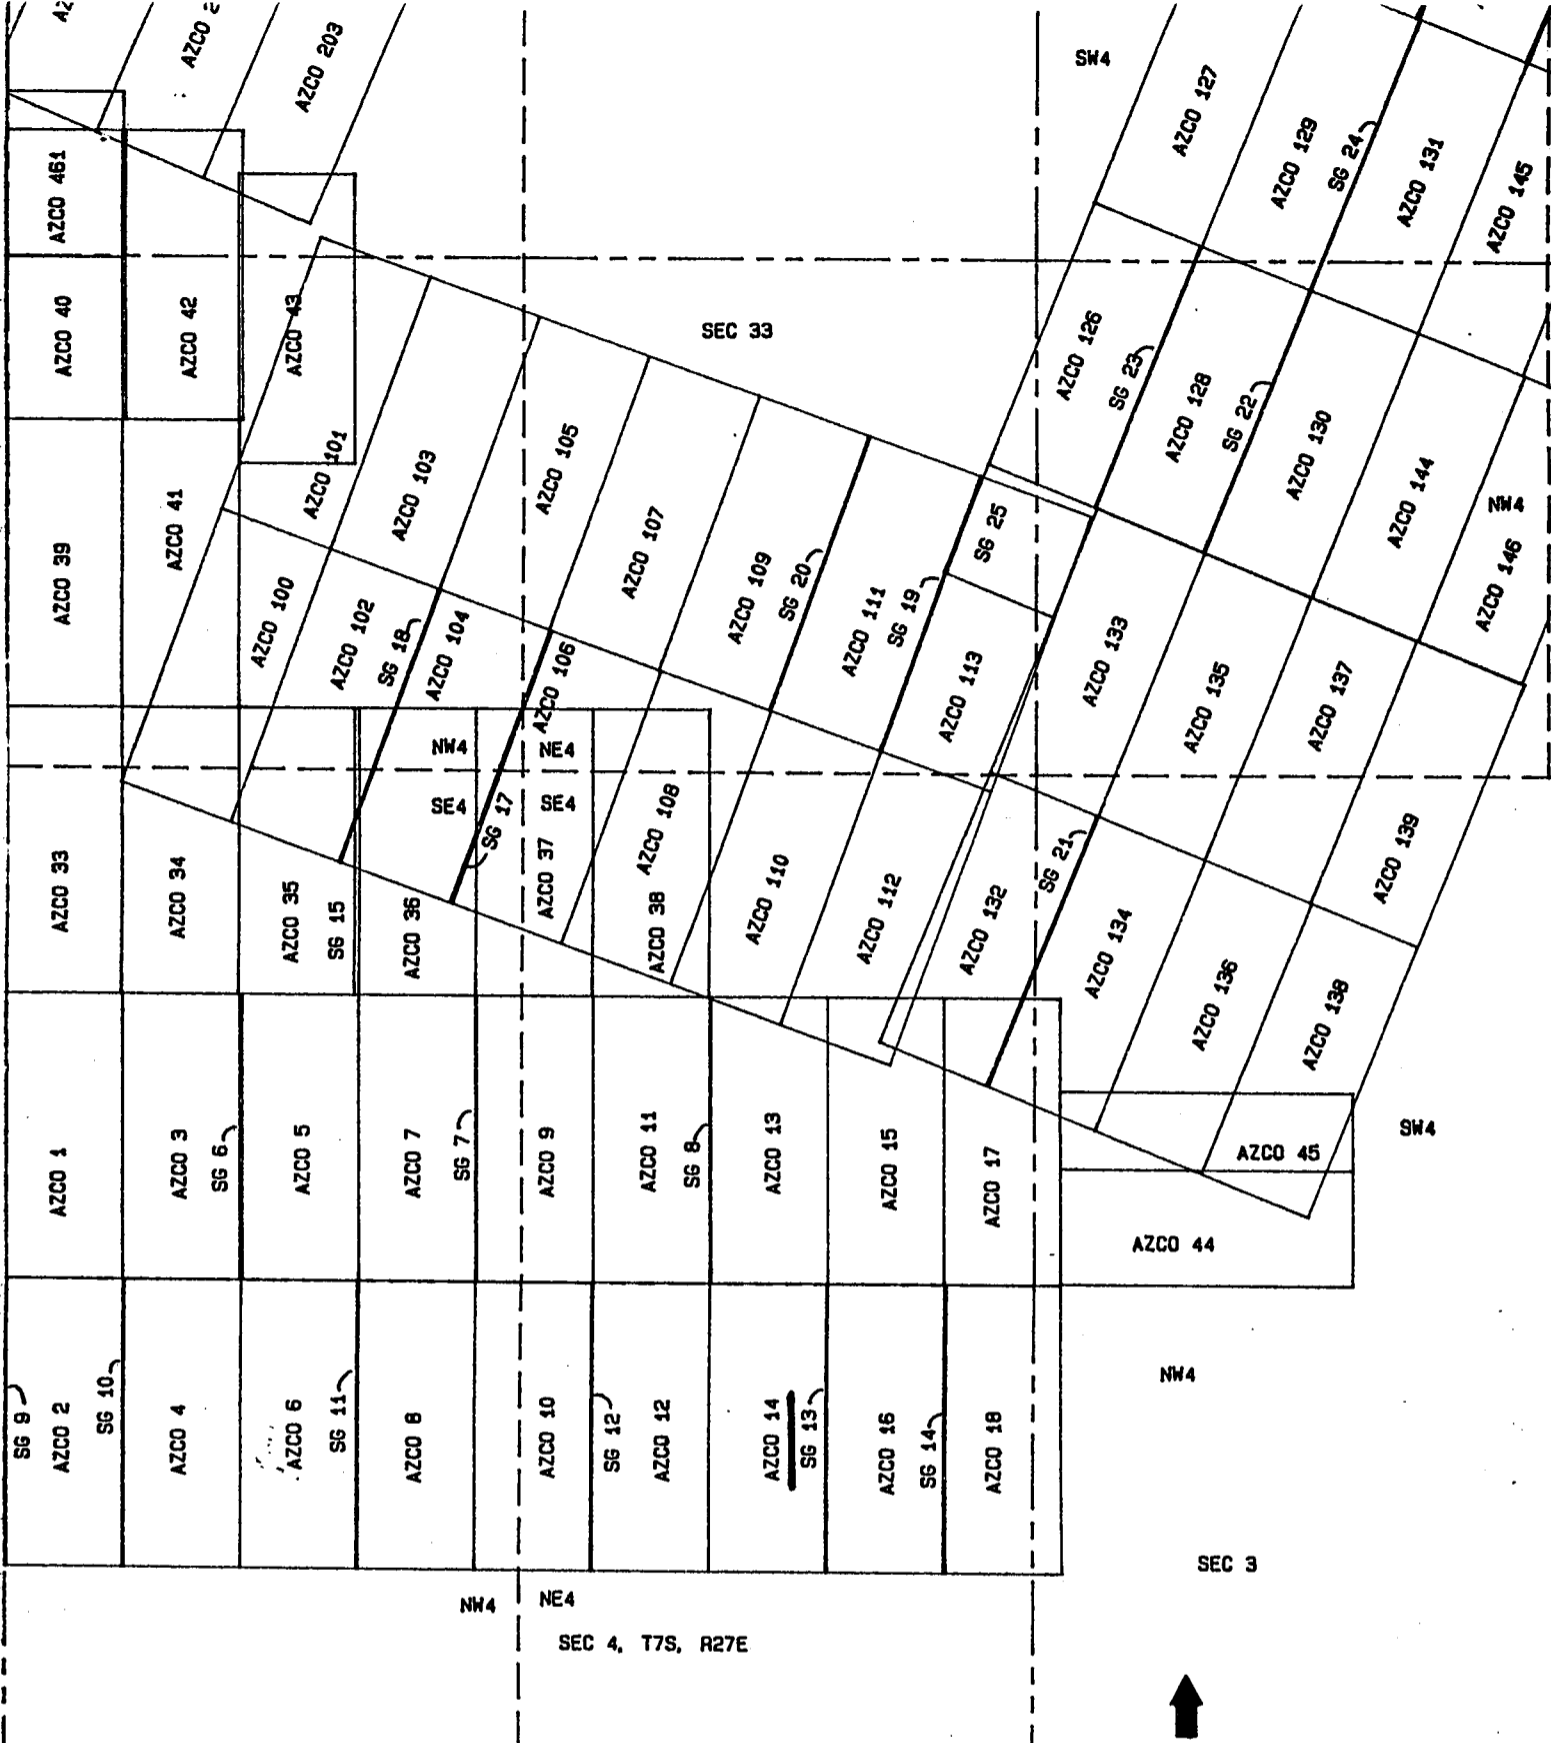 AZCO 203
SW4
AZCO 127
AZCO 129
SG 24
AZCO 131
AZCO 145
AZCO 461
AZCO 40
AZCO 42
AZCO 43
SEC 33
AZCO 126
SG 23
AZCO 128
SG 22
AZCO 130
AZCO 144
NW4
AZCO 146
AZCO 39
AZCO 41
AZCO 101
AZCO 103
AZCO 105
AZCO 107
AZCO 109
SG 20
AZCO 111
SG 19
SG 25
AZCO 113
AZCO 133
AZCO 135
AZCO 137
AZCO 139
AZCO 100
AZCO 102
SG 18
AZCO 104
AZCO 106
NW4
NE4
SE4
SE4
SG 17
AZCO 108
AZCO 110
AZCO 112
AZCO 132
SG 21
AZCO 134
AZCO 136
AZCO 138
AZCO 33
AZCO 34
AZCO 35
SG 15
AZCO 36
AZCO 37
AZCO 38
AZCO 1
AZCO 3
SG 6
AZCO 5
AZCO 7
SG 7
AZCO 9
AZCO 11
SG 8
AZCO 13
AZCO 15
AZCO 17
AZCO 45
SW4
AZCO 44
SG 9
AZCO 2
SG 10
AZCO 4
AZCO 6
SG 11
AZCO 8
AZCO 10
SG 12
AZCO 12
AZCO 14
SG 13
AZCO 16
SG 14
AZCO 18
NW4
SEC 3
NW4
NE4
SEC 4, T7S, R27E